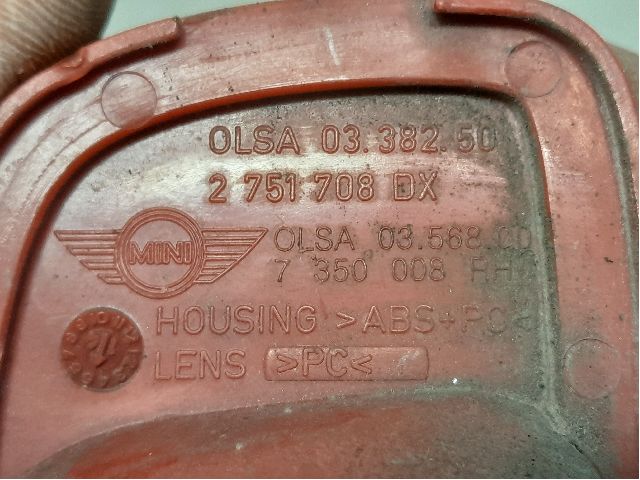 OLSA 03.382.50
2 751 708 DX
MINI
OLSA 03.568.00
7 350 008 RH
HOUSING >ABS+PC<
LENS >PC<
12